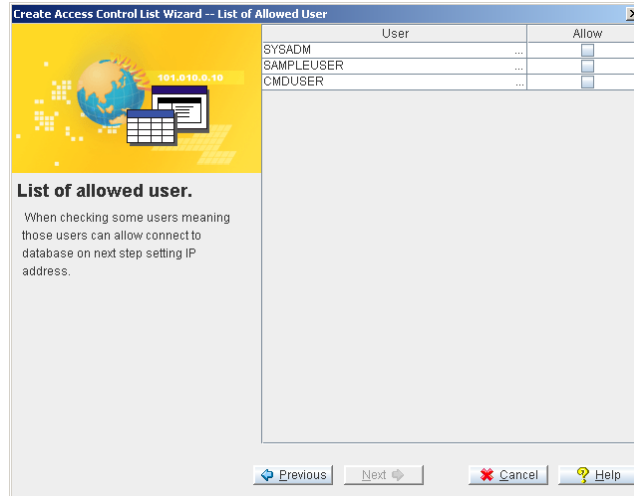 Create Access Control List Wizard -- List of Allowed User
User Allow
SYSADM ...
SAMPLEUSER ...
CMDUSER ...
101.010.0.10
List of allowed user.
When checking some users meaning
those users can allow connect to
database on next step setting IP
address.
Previous Next Cancel Help